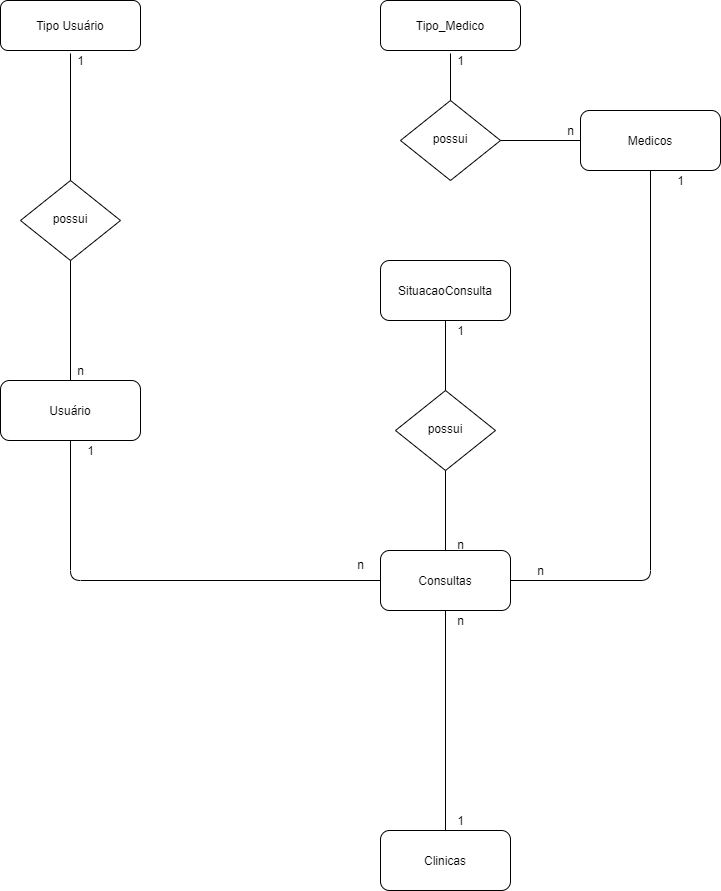 Tipo Usuário
Tipo_Medico
1
1
possui
n
Medicos
1
possui
SituacaoConsulta
1
n
Usuário
possui
1
n
n
n
Consultas
n
1
Clinicas